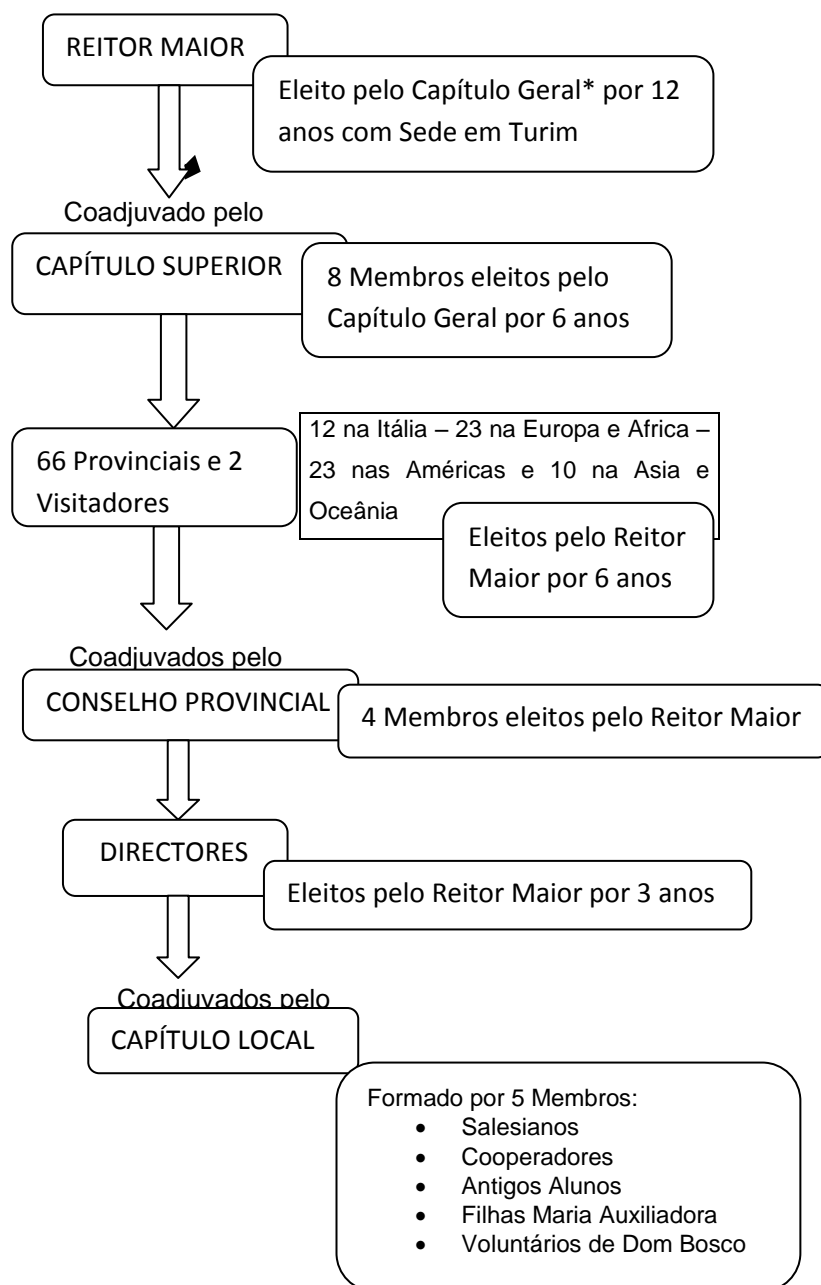 REITOR MAIOR
Eleito pelo Capítulo Geral* por 12
anos com Sede em Turim
Coadjuvado pelo
CAPÍTULO SUPERIOR
8 Membros eleitos pelo
Capítulo Geral por 6 anos
66 Provinciais e 2
Visitadores
12 na Itália – 23 na Europa e Africa –
23 nas Américas e 10 na Asia e
Oceânia
Eleitos pelo Reitor
Maior por 6 anos
Coadjuvados pelo
CONSELHO PROVINCIAL
4 Membros eleitos pelo Reitor Maior
DIRECTORES
Eleitos pelo Reitor Maior por 3 anos
Coadjuvados pelo
CAPÍTULO LOCAL
Formado por 5 Membros:
• Salesianos
• Cooperadores
• Antigos Alunos
• Filhas Maria Auxiliadora
• Voluntários de Dom Bosco